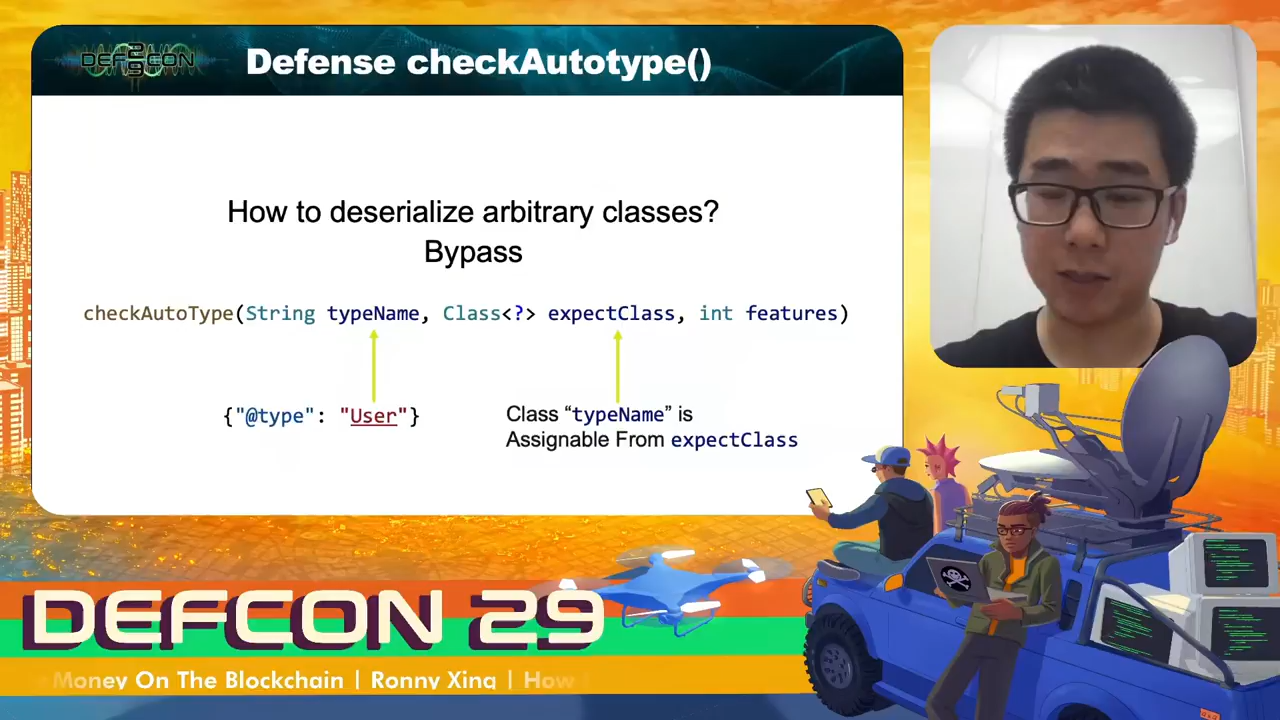 DEFCON
29
Defense checkAutotype()
How to deserialize arbitrary classes?
Bypass
checkAutoType(String typeName, Class<?> expectClass, int features)
{"@type": "User"}
Class “typeName” is
Assignable From expectClass
DEFCON 29
Money On The Blockchain | Ronny Xing | How